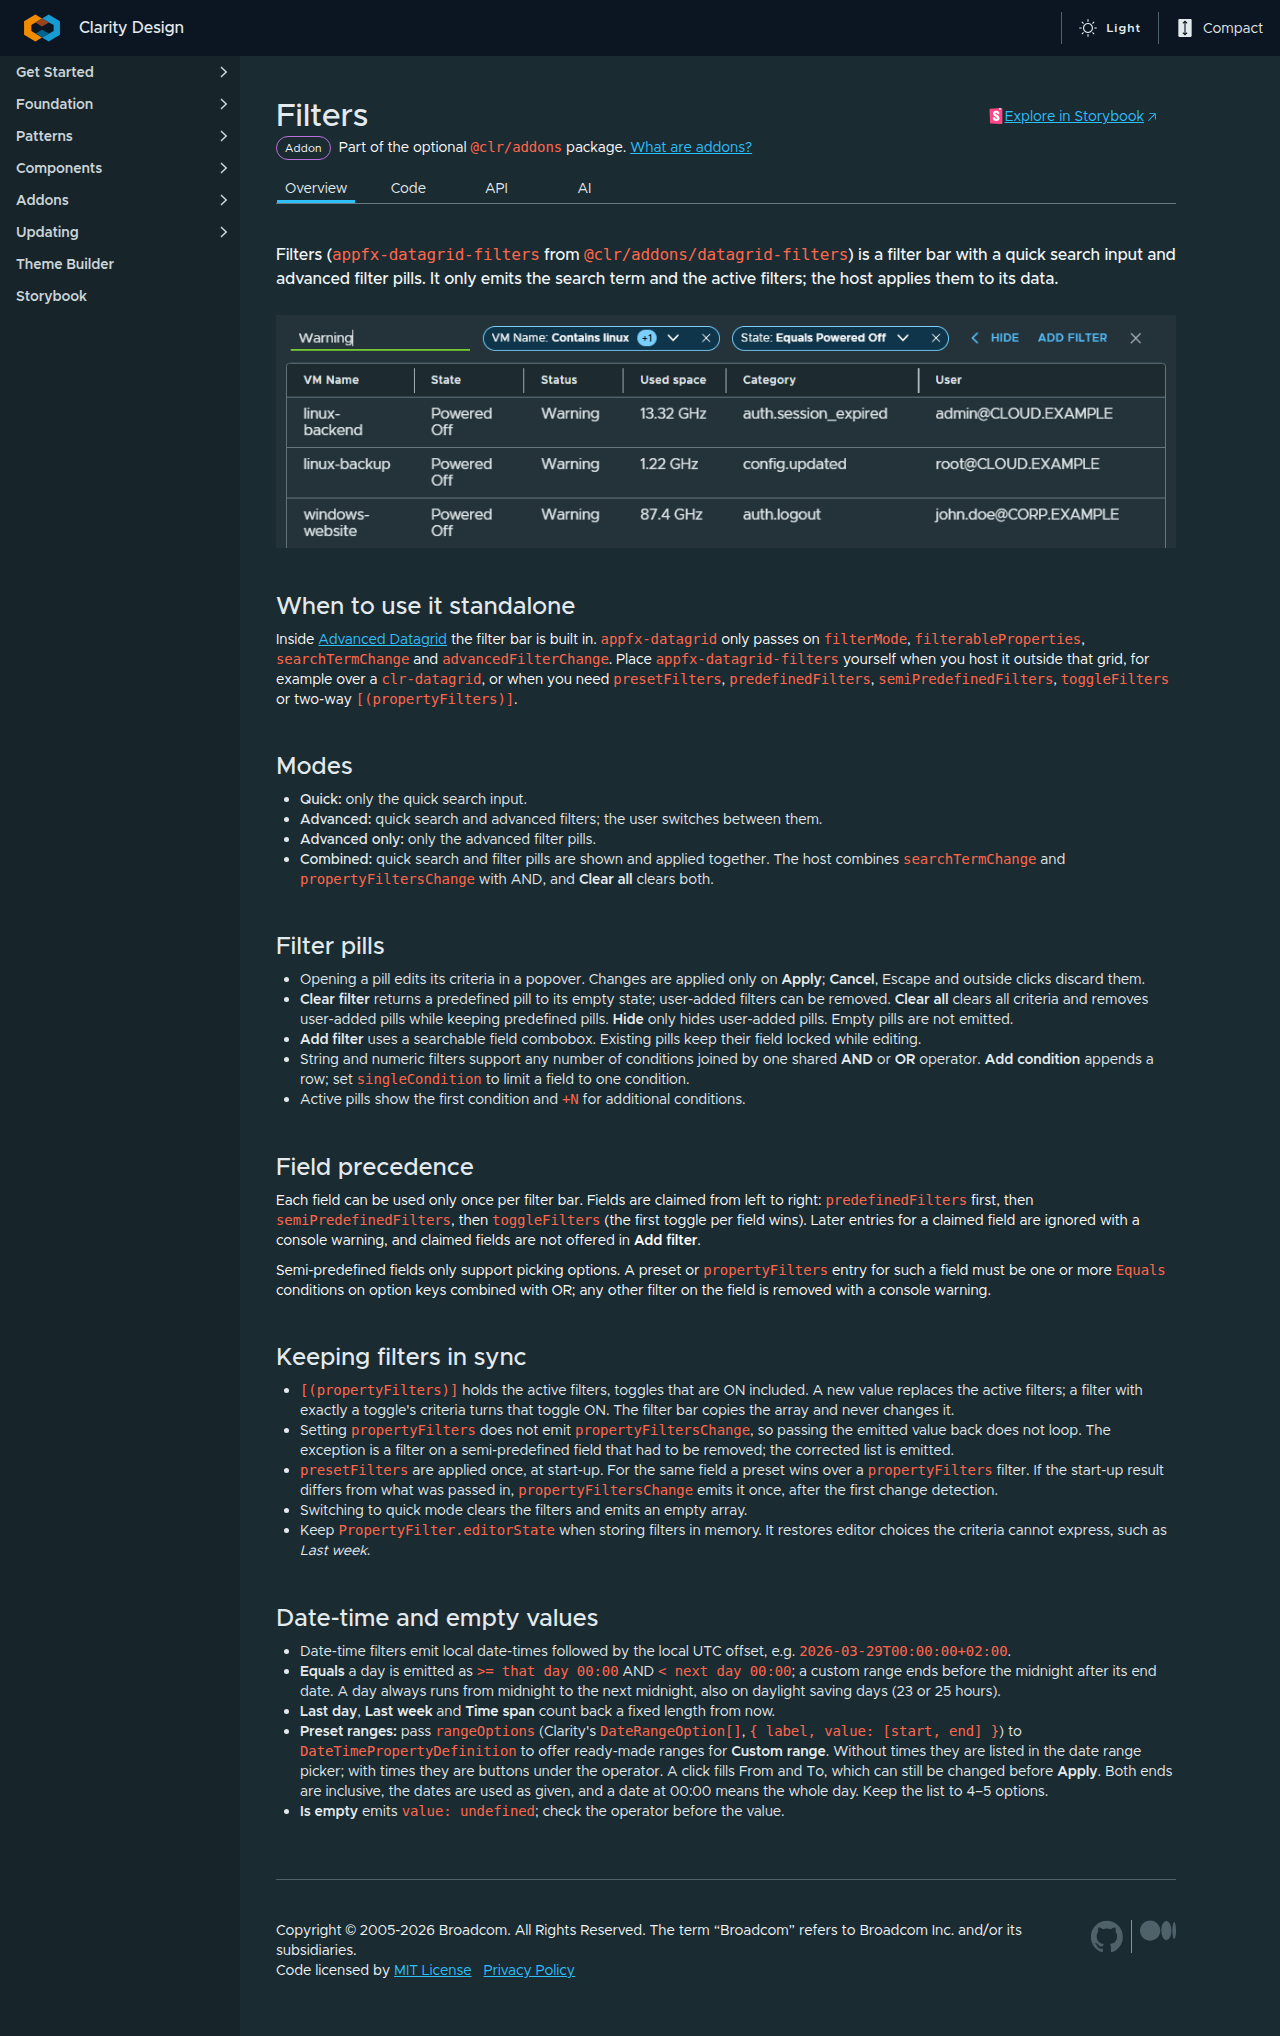 Clarity Design
Light
Compact
Get Started
Foundation
Patterns
Components
Addons
Updating
Theme Builder
Storybook
Filters
Explore in Storybook
Addon Part of the optional @clr/addons package. What are addons?
Overview Code API AI
Filters (appfx-datagrid-filters from @clr/addons/datagrid-filters) is a filter bar with a quick search input and
advanced filter pills. It only emits the search term and the active filters; the host applies them to its data.
Warning VM Name: Contains linux +1 State: Equals Powered Off HIDE ADD FILTER
VM Name State Status Used space Category User
linux-backend Powered Off Warning 13.32 GHz auth.session_expired admin@CLOUD.EXAMPLE
linux-backup Powered Off Warning 1.22 GHz config.updated root@CLOUD.EXAMPLE
windows-website Powered Off Warning 87.4 GHz auth.logout john.doe@CORP.EXAMPLE
When to use it standalone
Inside Advanced Datagrid the filter bar is built in. appfx-datagrid only passes on filterMode, filterableProperties,
searchTermChange and advancedFilterChange. Place appfx-datagrid-filters yourself when you host it outside that grid, for
example over a clr-datagrid, or when you need presetFilters, predefinedFilters, semiPredefinedFilters, toggleFilters
or two-way [(propertyFilters)].
Modes
Quick: only the quick search input.
Advanced: quick search and advanced filters; the user switches between them.
Advanced only: only the advanced filter pills.
Combined: quick search and filter pills are shown and applied together. The host combines searchTermChange and
propertyFiltersChange with AND, and Clear all clears both.
Filter pills
Opening a pill edits its criteria in a popover. Changes are applied only on Apply; Cancel, Escape and outside clicks discard them.
Clear filter returns a predefined pill to its empty state; user-added filters can be removed. Clear all clears all criteria and removes
user-added pills while keeping predefined pills. Hide only hides user-added pills. Empty pills are not emitted.
Add filter uses a searchable field combobox. Existing pills keep their field locked while editing.
String and numeric filters support any number of conditions joined by one shared AND or OR operator. Add condition appends a
row; set singleCondition to limit a field to one condition.
Active pills show the first condition and +N for additional conditions.
Field precedence
Each field can be used only once per filter bar. Fields are claimed from left to right: predefinedFilters first, then
semiPredefinedFilters, then toggleFilters (the first toggle per field wins). Later entries for a claimed field are ignored with a
console warning, and claimed fields are not offered in Add filter.
Semi-predefined fields only support picking options. A preset or propertyFilters entry for such a field must be one or more Equals
conditions on option keys combined with OR; any other filter on the field is removed with a console warning.
Keeping filters in sync
[(propertyFilters)] holds the active filters, toggles that are ON included. A new value replaces the active filters; a filter with
exactly a toggle's criteria turns that toggle ON. The filter bar copies the array and never changes it.
Setting propertyFilters does not emit propertyFiltersChange, so passing the emitted value back does not loop. The
exception is a filter on a semi-predefined field that had to be removed; the corrected list is emitted.
presetFilters are applied once, at start-up. For the same field a preset wins over a propertyFilters filter. If the start-up result
differs from what was passed in, propertyFiltersChange emits it once, after the first change detection.
Switching to quick mode clears the filters and emits an empty array.
Keep PropertyFilter.editorState when storing filters in memory. It restores editor choices the criteria cannot express, such as
Last week.
Date-time and empty values
Date-time filters emit local date-times followed by the local UTC offset, e.g. 2026-03-29T00:00:00+02:00.
Equals a day is emitted as >= that day 00:00 AND < next day 00:00; a custom range ends before the midnight after its end
date. A day always runs from midnight to the next midnight, also on daylight saving days (23 or 25 hours).
Last day, Last week and Time span count back a fixed length from now.
Preset ranges: pass rangeOptions (Clarity's DateRangeOption[], { label, value: [start, end] }) to
DateTimePropertyDefinition to offer ready-made ranges for Custom range. Without times they are listed in the date range
picker; with times they are buttons under the operator. A click fills From and To, which can still be changed before Apply. Both ends
are inclusive, the dates are used as given, and a date at 00:00 means the whole day. Keep the list to 4–5 options.
Is empty emits value: undefined; check the operator before the value.
Copyright © 2005-2026 Broadcom. All Rights Reserved. The term “Broadcom” refers to Broadcom Inc. and/or its
subsidiaries.
Code licensed by MIT License Privacy Policy